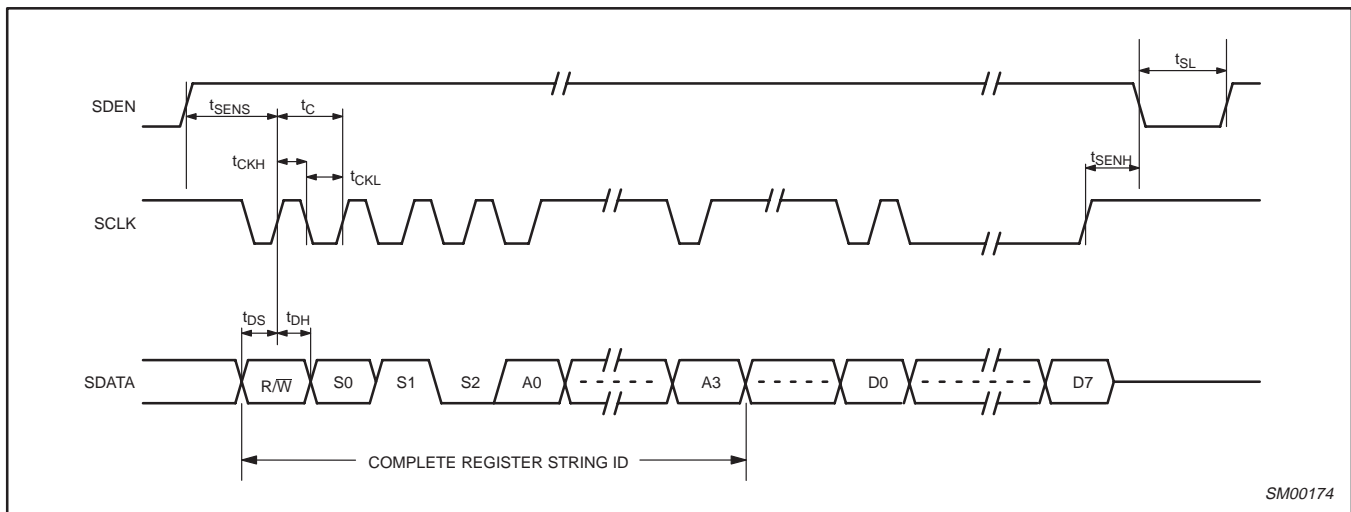 tSL
SDEN
tSENS tC
tCKH
tCKL
tSENH
SCLK
tDS tDH
SDATA R/W̅ S0 S1 S2 A0 A3 D0 D7
COMPLETE REGISTER STRING ID
SM00174